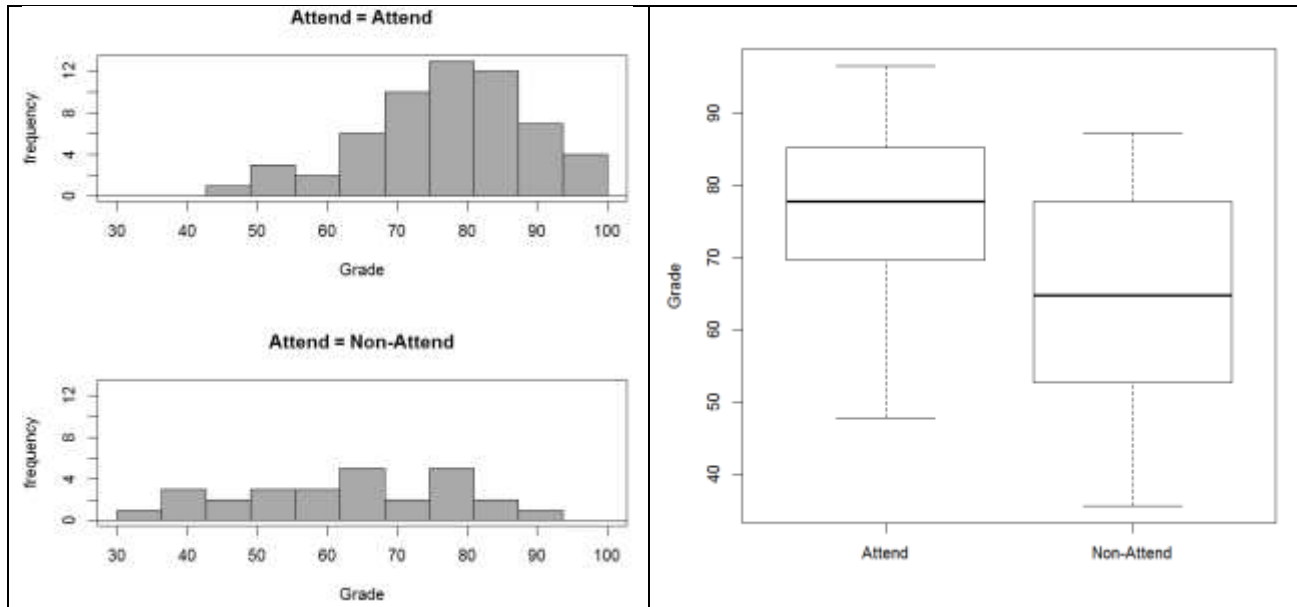 Attend = Attend
frequency
12
8
4
0
30 40 50 60 70 80 90 100
Grade
Attend = Non-Attend
frequency
12
8
4
0
30 40 50 60 70 80 90 100
Grade
Grade
90
80
70
60
50
40
Attend Non-Attend